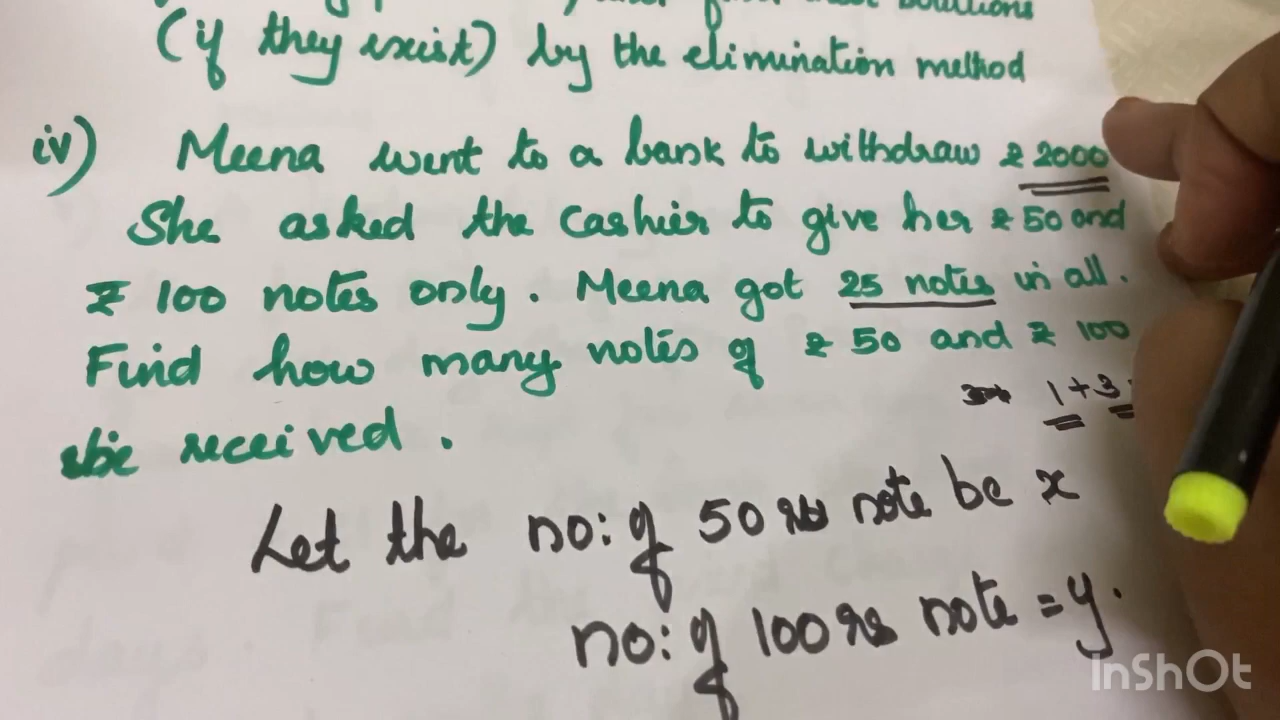 (if they exist) by the elimination method
iv) Meena went to a bank to withdraw ₹ 2000
She asked the cashier to give her ₹ 50 and
₹ 100 notes only. Meena got 25 notes in all.
Find how many notes of ₹ 50 and ₹ 100
she received.
1+3
Let the no: of 50 rs note be x
no: of 100 rs note = y.
InShOt